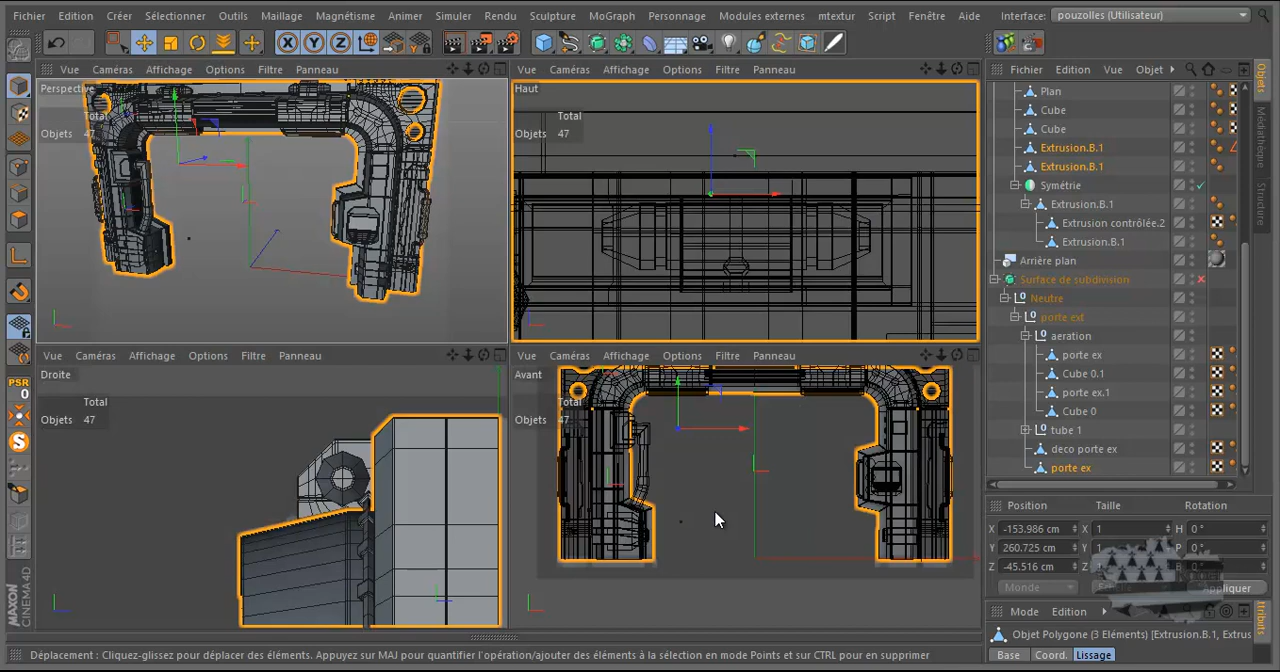 Fichier Edition Créer Sélectionner Outils Maillage Magnétisme Animer Simuler Rendu Sculpture MoGraph Personnage Modules externes mtextur Script Fenêtre Aide Interface: pouzolles (Utilisateur)
Vue Caméras Affichage Options Filtre Panneau
Perspective
Total
Objets 47
Vue Caméras Affichage Options Filtre Panneau
Haut
Total
Objets 47
Vue Caméras Affichage Options Filtre Panneau
Droite
Total
Objets 47
Vue Caméras Affichage Options Filtre Panneau
Avant
Total
Objets 47
X Y Z
PSR
0
S
MAXON
CINEMA 4D
Fichier Edition Vue Objet
Plan
Cube
Cube
Extrusion.B.1
Extrusion.B.1
Symétrie
Extrusion.B.1
Extrusion contrôlée.2
Extrusion.B.1
Arrière plan
Surface de subdivision
Neutre
porte ext
aeration
porte ex
Cube 0.1
porte ex.1
Cube 0
tube 1
deco porte ex
porte ex
Objets
Médiathèque
Structure
Position Taille Rotation
X -153.986 cm X 1 H 0 °
Y 260.725 cm Y 1 P 0 °
Z -45.516 cm Z 1 B 0 °
Monde Appliquer
Mode Edition
Attributs
Objet Polygone (3 Eléments) [Extrusion.B.1, Extrus
Base Coord. Lissage
Déplacement : Cliquez-glissez pour déplacer des éléments. Appuyez sur MAJ pour quantifier l'opération/ajouter des éléments à la sélection en mode Points et sur CTRL pour en supprimer